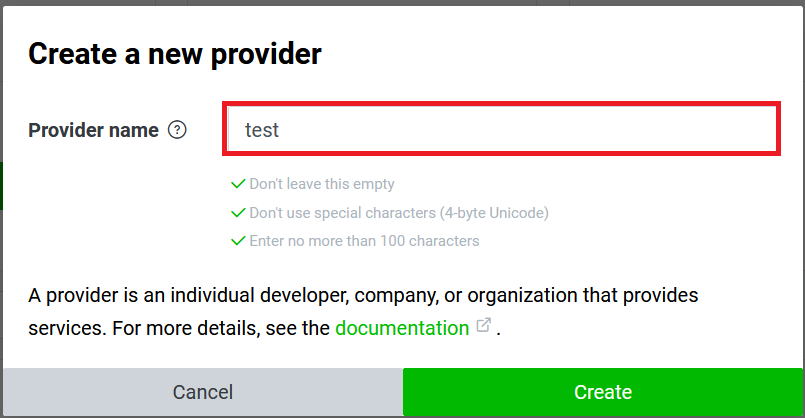 Create a new provider
Provider name ?
test
Don't leave this empty
Don't use special characters (4-byte Unicode)
Enter no more than 100 characters
A provider is an individual developer, company, or organization that provides
services. For more details, see the documentation .
Cancel
Create